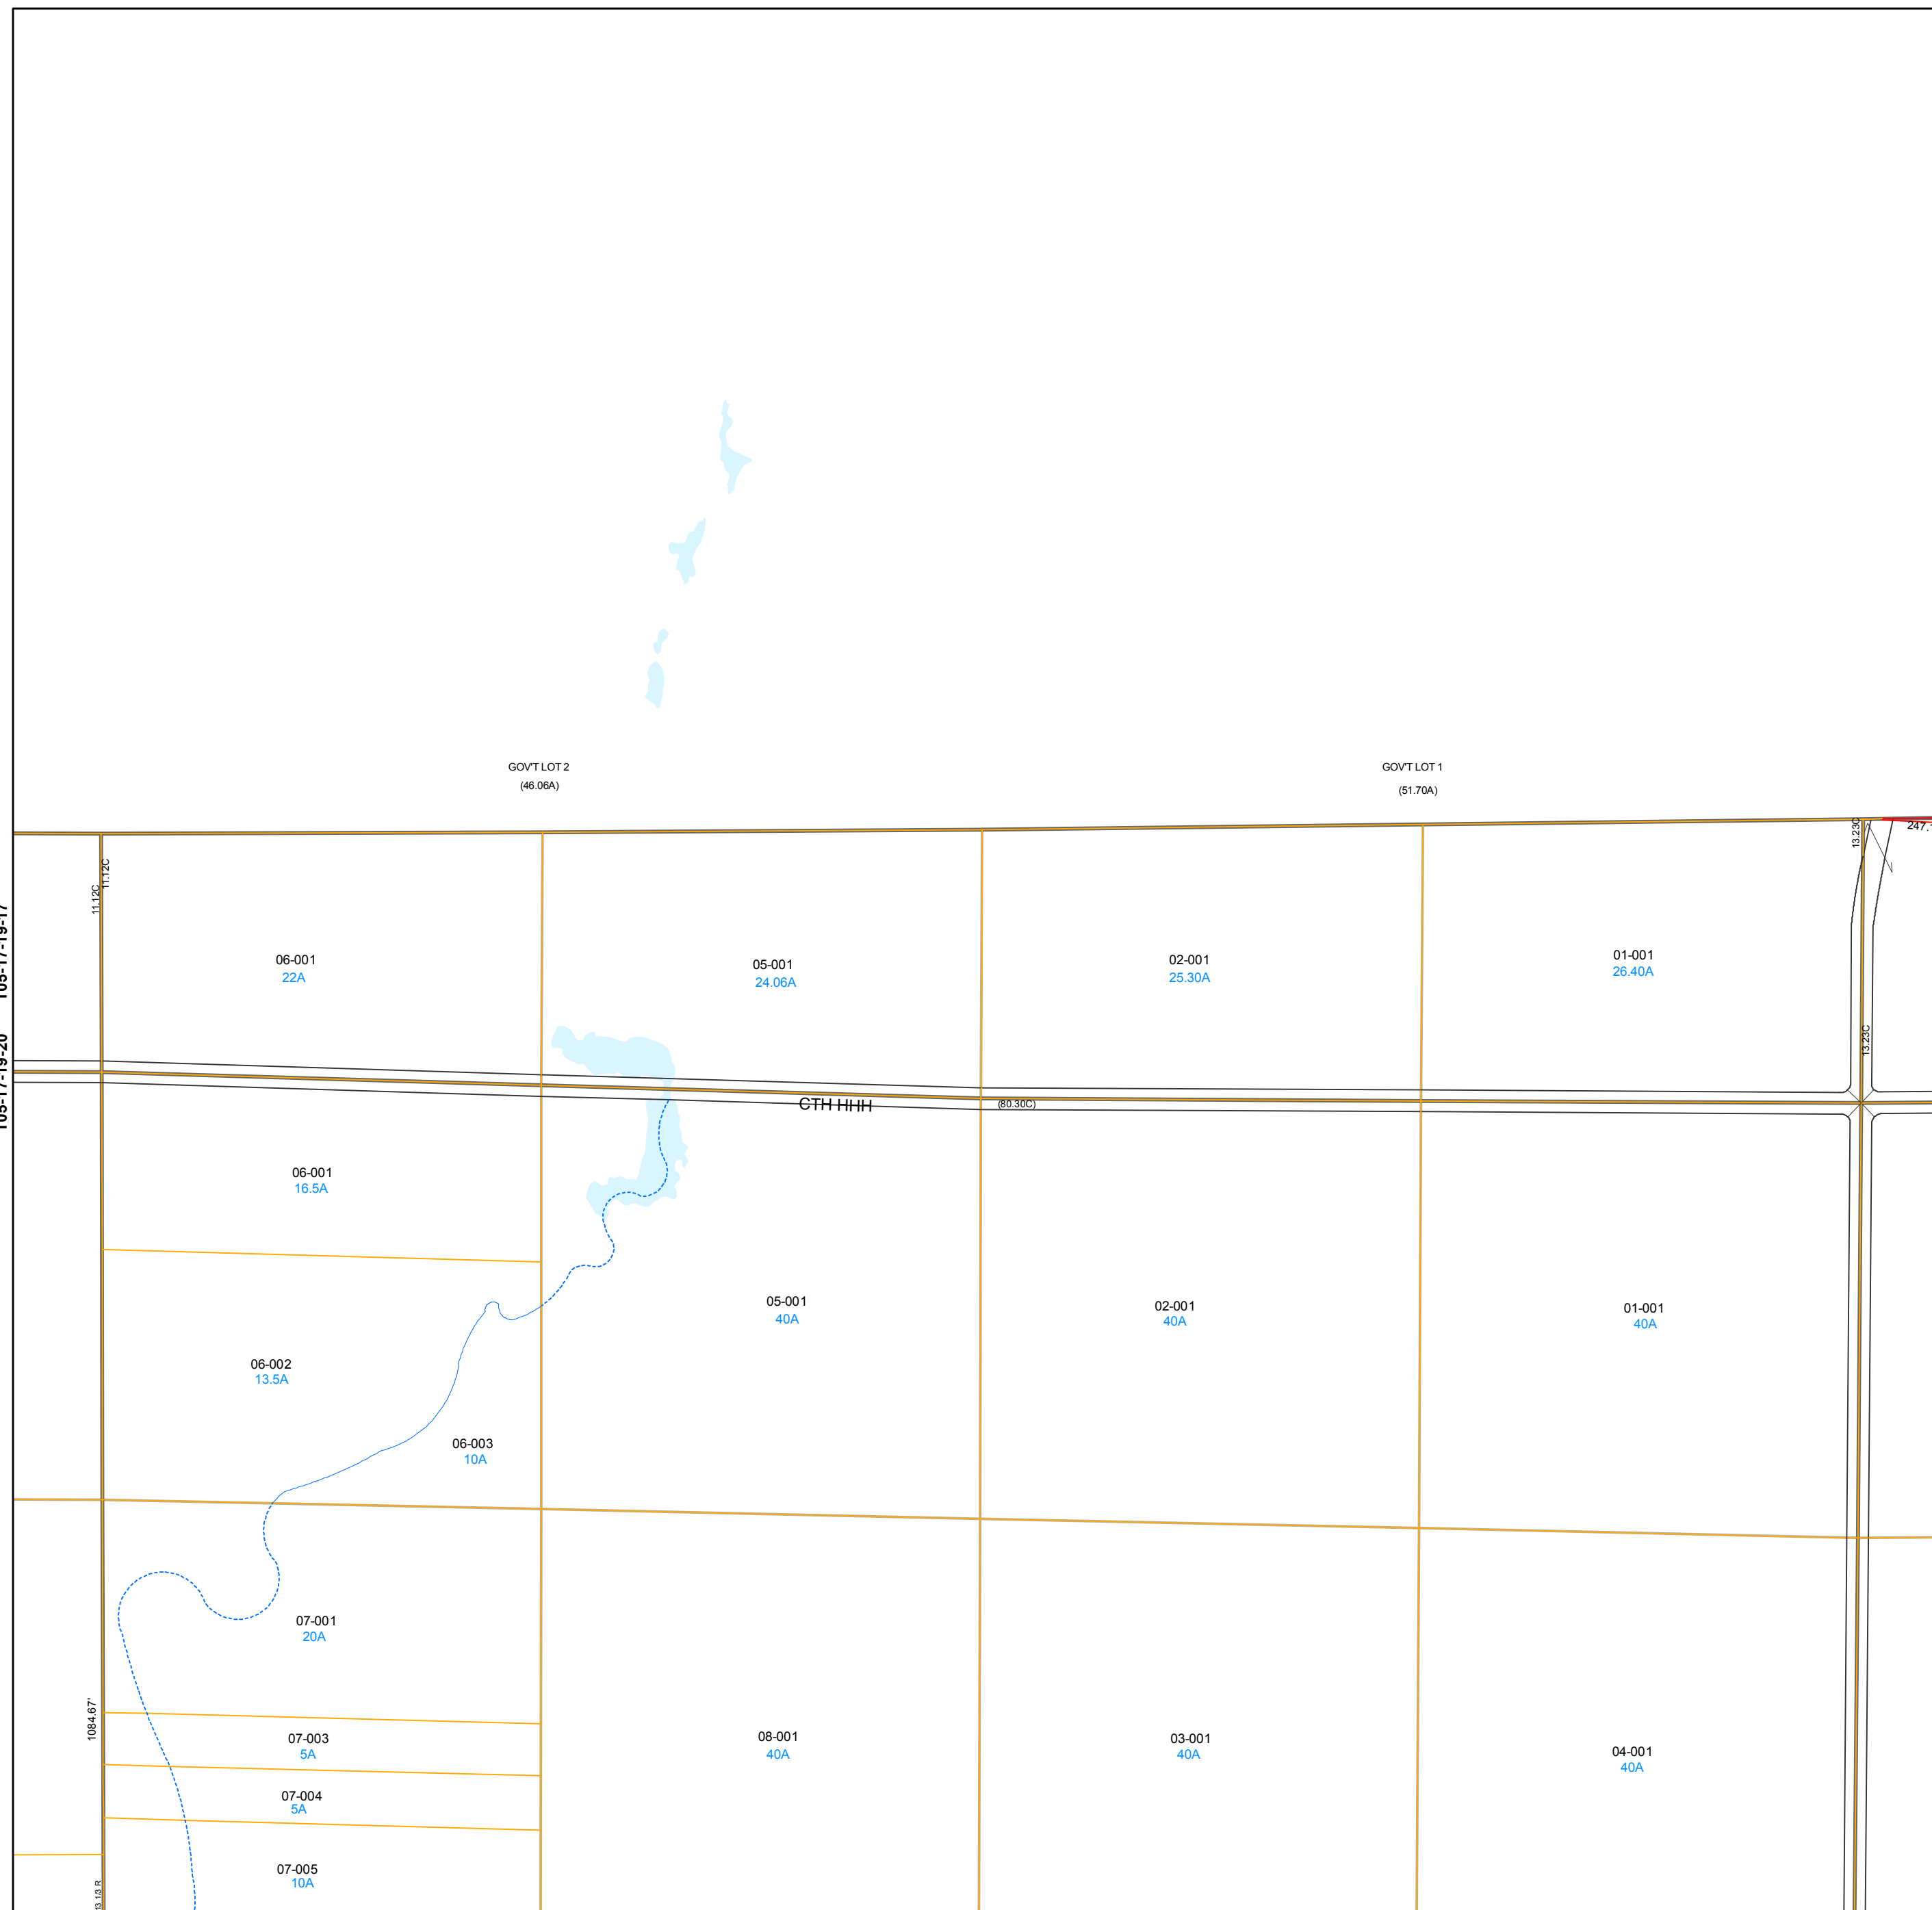 GOV'T LOT 2
(46.06A)
GOV'T LOT 1
(51.70A)
247.
13.23C
11.12C
11.12C
06-001
22A
05-001
24.06A
02-001
25.30A
01-001
26.40A
13.23C
CTH HHH
(80.30C)
06-001
16.5A
05-001
40A
02-001
40A
01-001
40A
06-002
13.5A
06-003
10A
07-001
20A
1084.67'
07-003
5A
08-001
40A
03-001
40A
04-001
40A
07-004
5A
07-005
10A